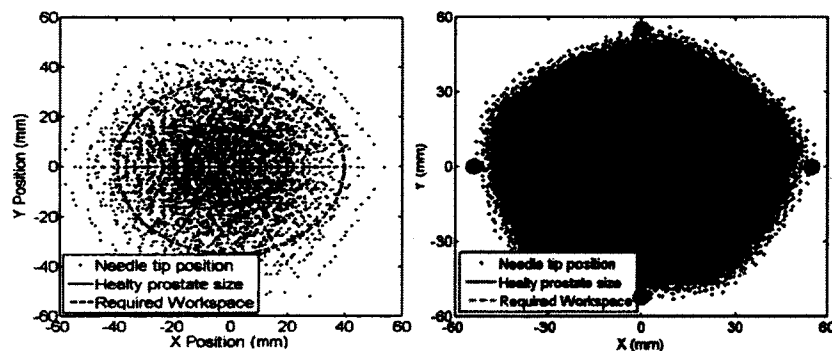 60
40
20
0
-20
-40
-60
Y Position (mm)
Needle tip position
Healty prostate size
Required Workspace
-60
-40
-20
0
20
40
60
X Position (mm)
60
30
0
-30
-60
Y (mm)
Needle tip position
Healty prostate size
Required Workspace
-30
0
30
60
X (mm)